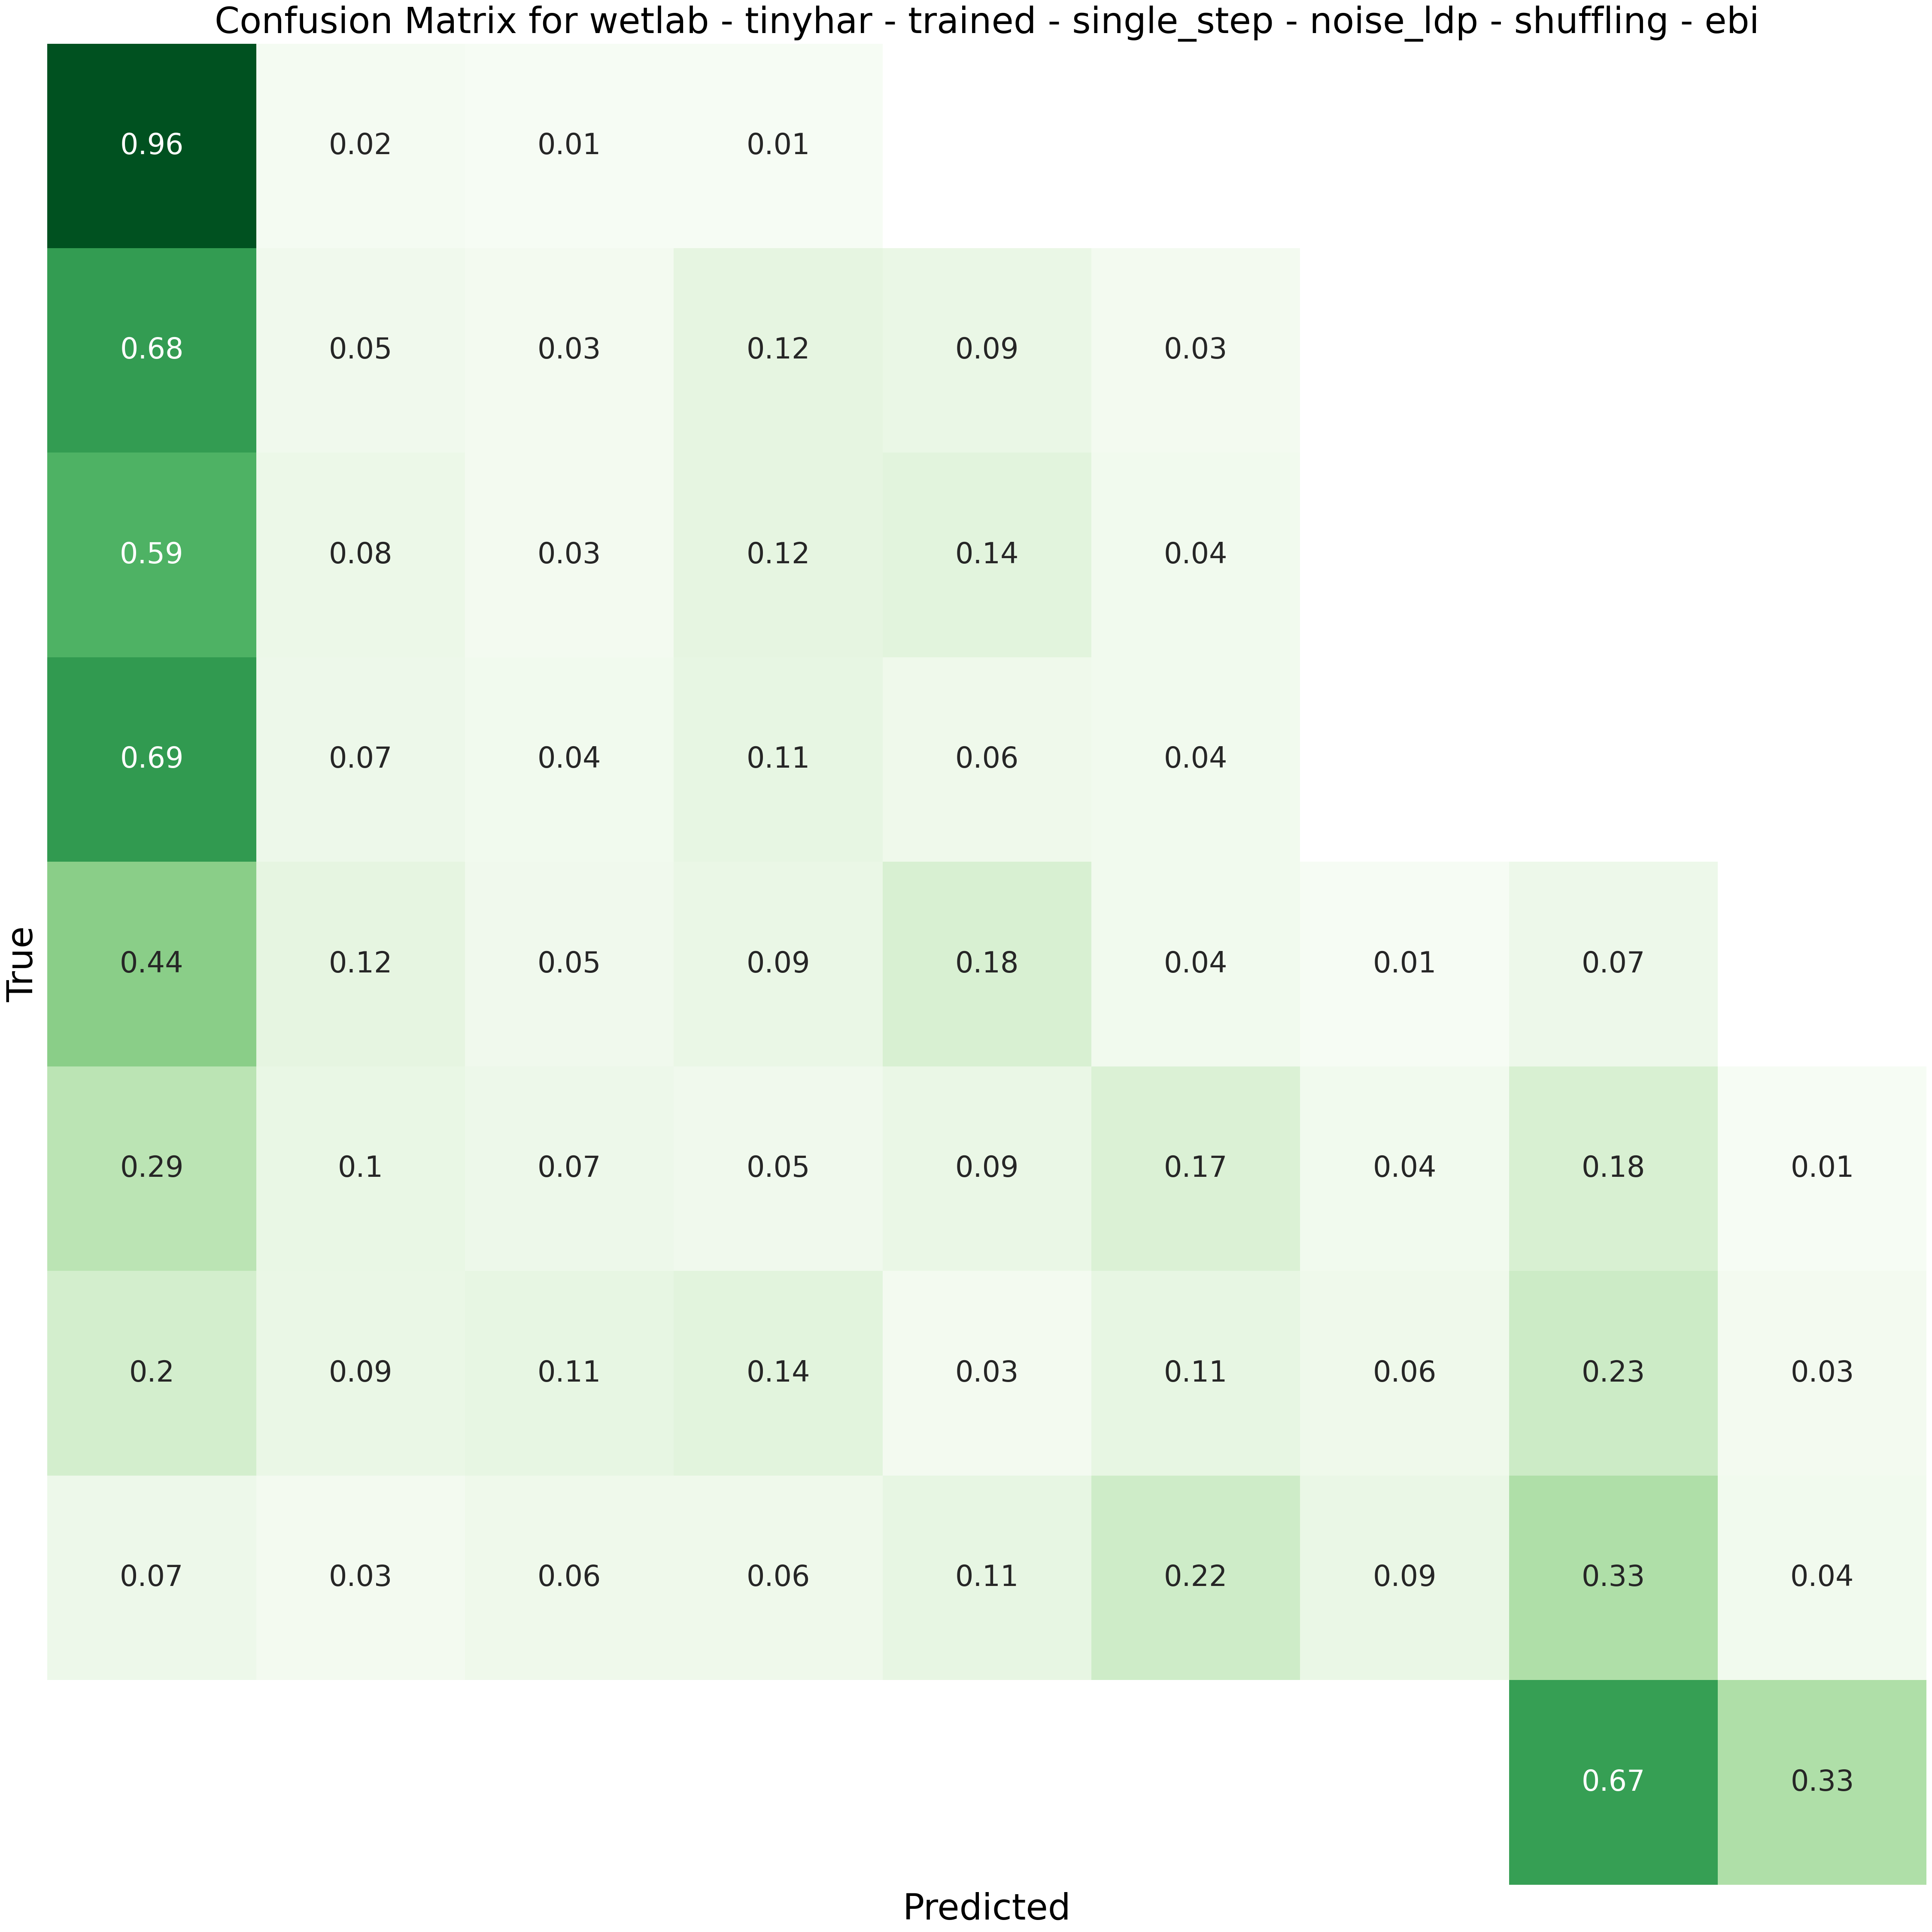 Confusion Matrix for wetlab - tinyhar - trained - single_step - noise_ldp - shuffling - ebi
0.96 0.02 0.01 0.01
0.68 0.05 0.03 0.12 0.09 0.03
0.59 0.08 0.03 0.12 0.14 0.04
0.69 0.07 0.04 0.11 0.06 0.04
True
0.44 0.12 0.05 0.09 0.18 0.04 0.01 0.07
0.29 0.1 0.07 0.05 0.09 0.17 0.04 0.18 0.01
0.2 0.09 0.11 0.14 0.03 0.11 0.06 0.23 0.03
0.07 0.03 0.06 0.06 0.11 0.22 0.09 0.33 0.04
0.67 0.33
Predicted